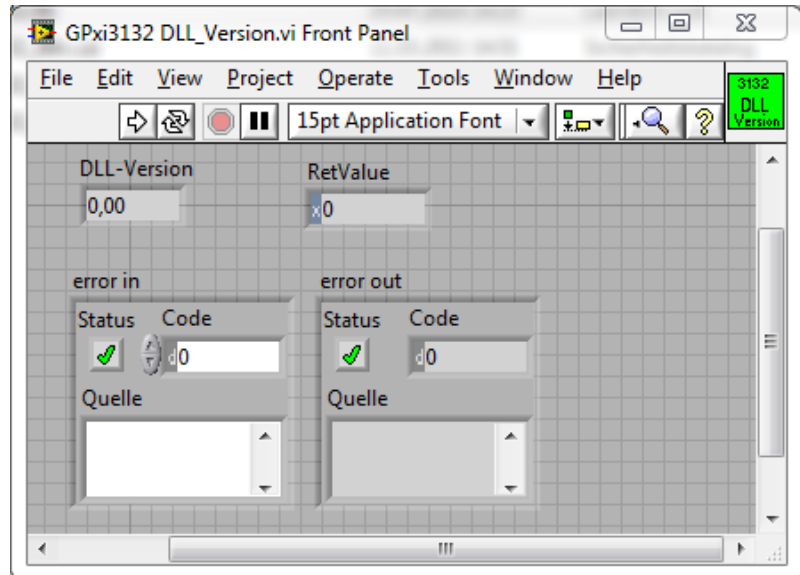 GPxi3132 DLL_Version.vi Front Panel
File Edit View Project Operate Tools Window Help
3132
DLL
Version
15pt Application Font
?
DLL-Version
RetValue
0,00
x0
error in
error out
Status Code
Status Code
d0
d0
Quelle
Quelle